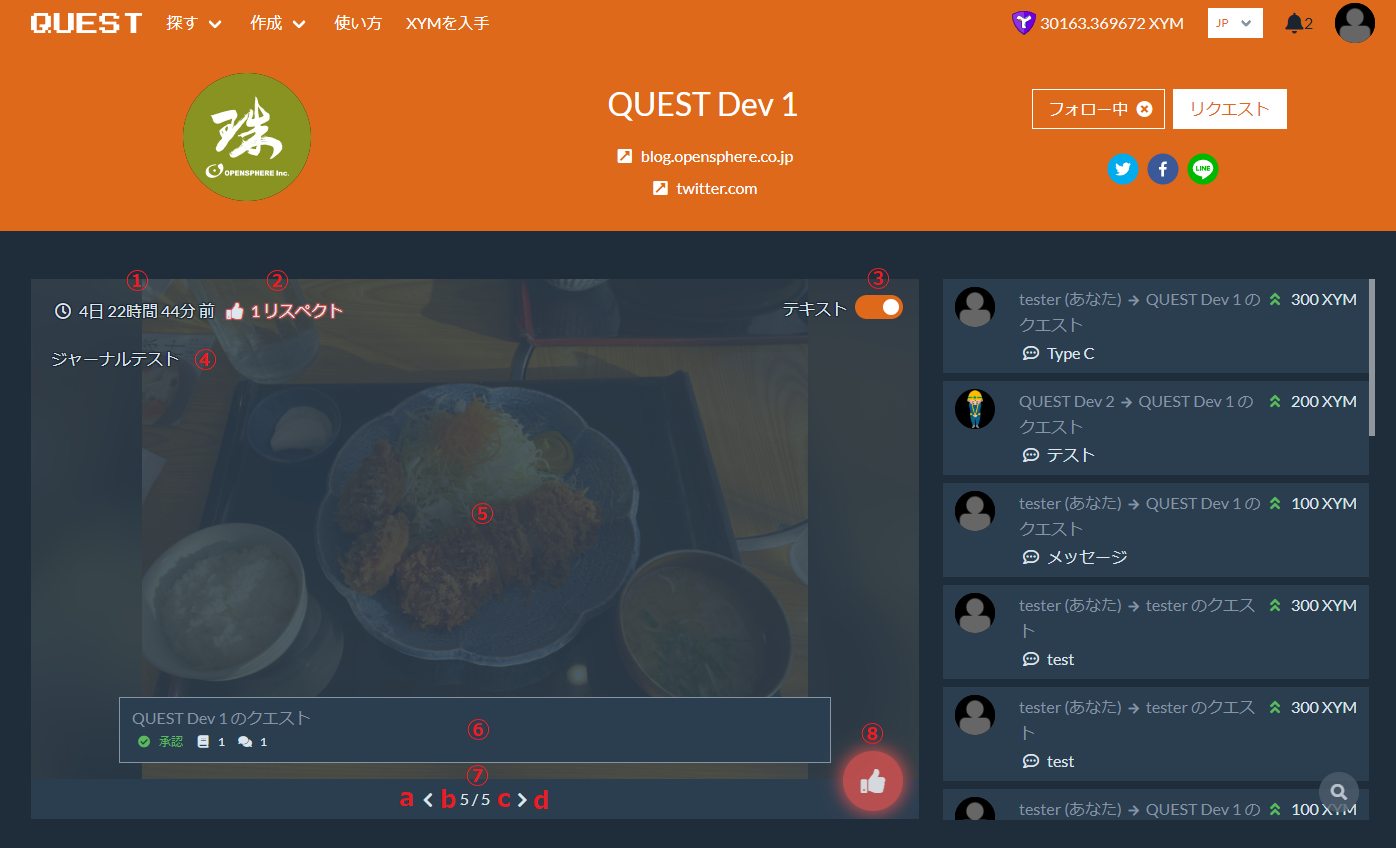 QUEST 探す 作成 使い方 XYMを入手 30163.369672 XYM JP 2
珠
OPENSPHERE Inc.
QUEST Dev 1
blog.opensphere.co.jp
twitter.com
フォロー中 リクエスト
LINE
① ② ③
4日 22時間 44分 前 1 リスペクト テキスト
ジャーナルテスト ④
⑤
QUEST Dev 1 のクエスト
⑥
承認 1 1
⑦ ⑧
a b 5 / 5 c d
tester (あなた) → QUEST Dev 1 の 300 XYM
クエスト
Type C
QUEST Dev 2 → QUEST Dev 1 の 200 XYM
クエスト
テスト
tester (あなた) → QUEST Dev 1 の 100 XYM
クエスト
メッセージ
tester (あなた) → tester のクエス 300 XYM
ト
test
tester (あなた) → tester のクエス 300 XYM
ト
test
tester (あなた) → QUEST Dev 1 の 100 XYM